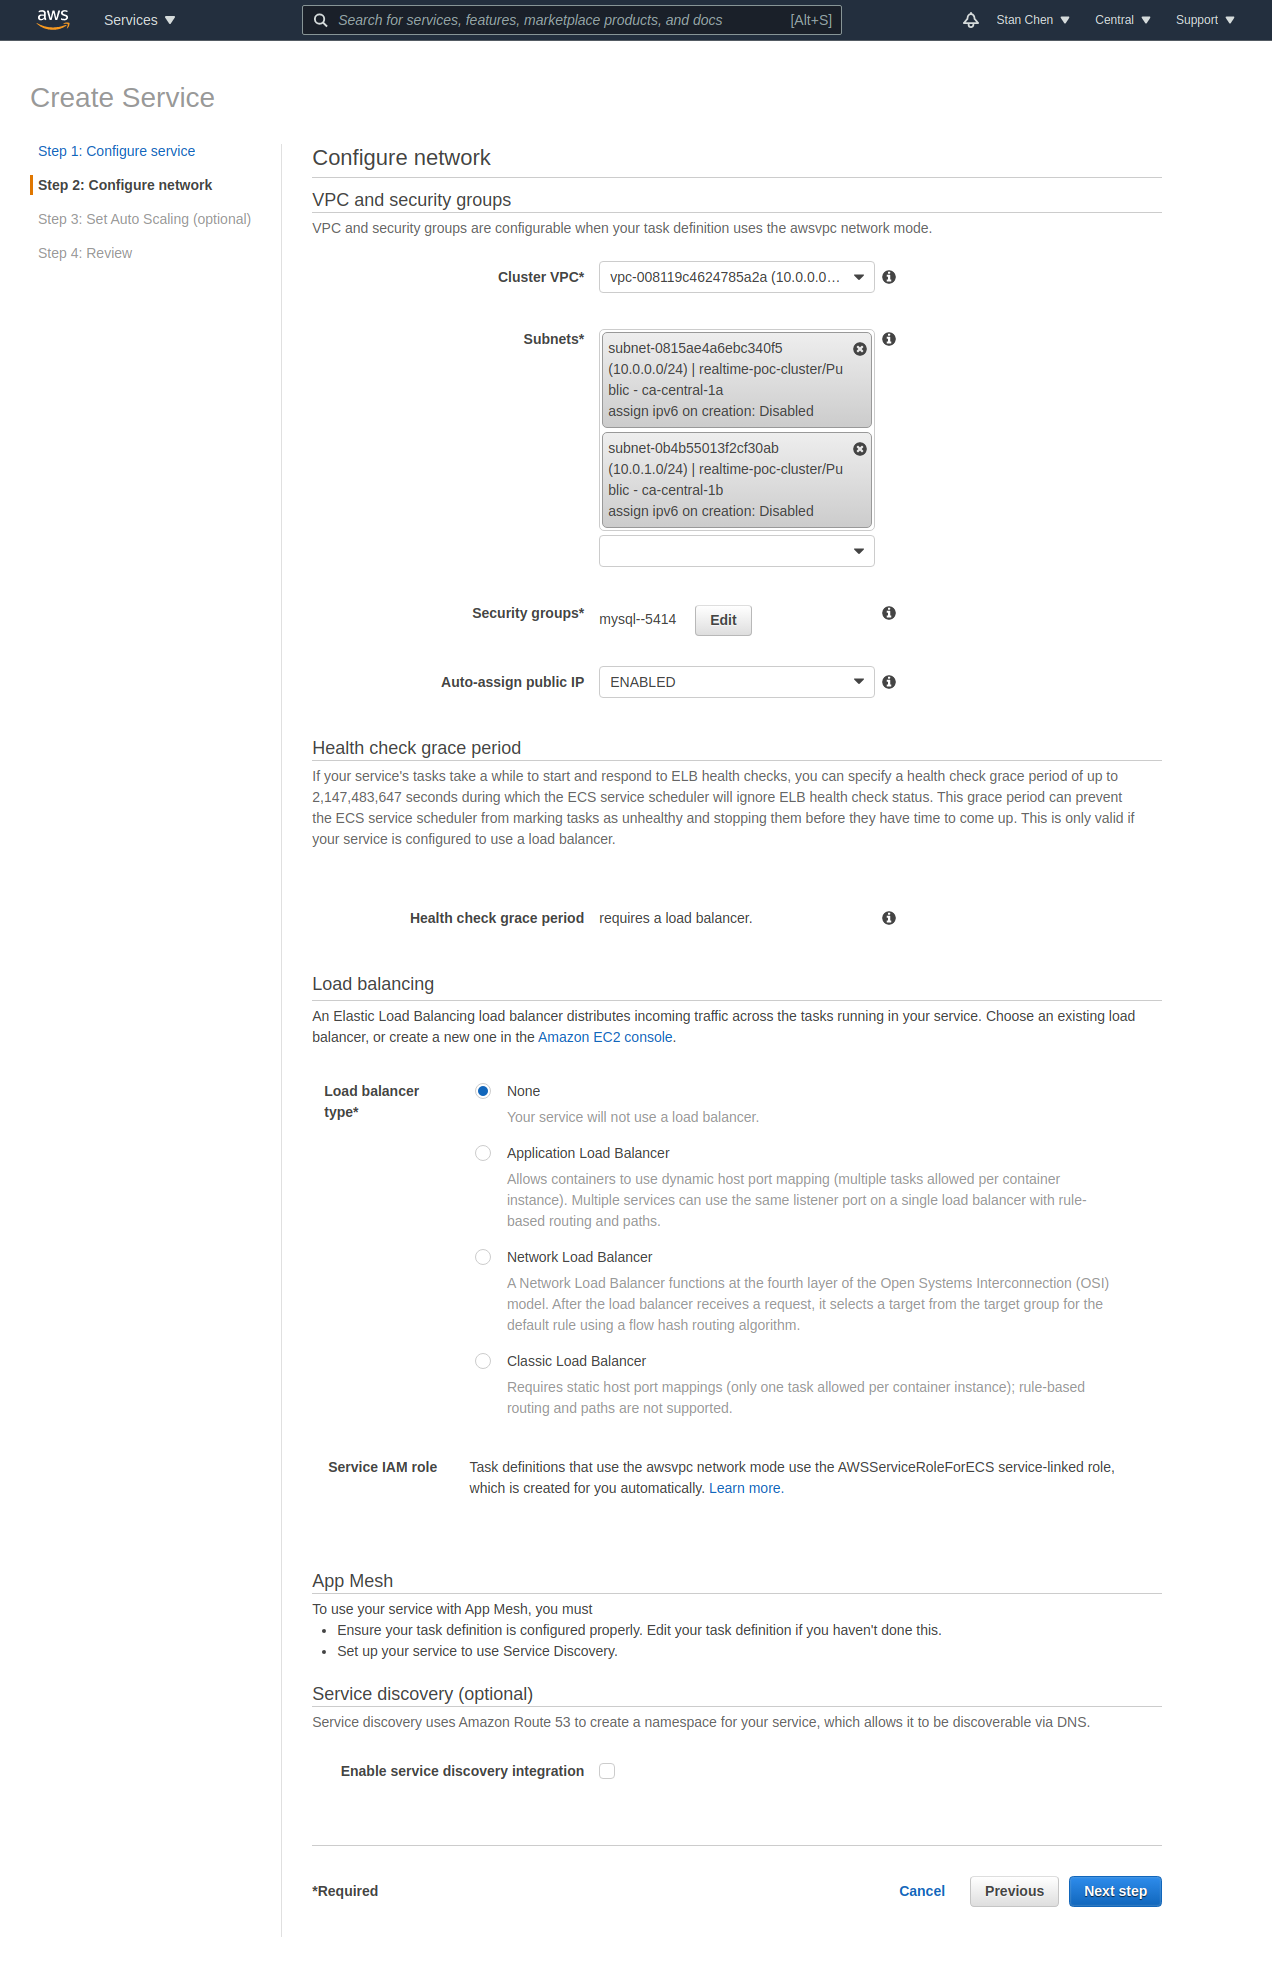 aws
Services
Search for services, features, marketplace products, and docs [Alt+S]
Stan Chen
Central
Support
Create Service
Step 1: Configure service
Step 2: Configure network
Step 3: Set Auto Scaling (optional)
Step 4: Review
Configure network
VPC and security groups
VPC and security groups are configurable when your task definition uses the awsvpc network mode.
Cluster VPC* vpc-008119c4624785a2a (10.0.0.0…
Subnets*
subnet-0815ae4a6ebc340f5
(10.0.0.0/24) | realtime-poc-cluster/Pu
blic - ca-central-1a
assign ipv6 on creation: Disabled
subnet-0b4b55013f2cf30ab
(10.0.1.0/24) | realtime-poc-cluster/Pu
blic - ca-central-1b
assign ipv6 on creation: Disabled
Security groups* mysql--5414 Edit
Auto-assign public IP ENABLED
Health check grace period
If your service's tasks take a while to start and respond to ELB health checks, you can specify a health check grace period of up to
2,147,483,647 seconds during which the ECS service scheduler will ignore ELB health check status. This grace period can prevent
the ECS service scheduler from marking tasks as unhealthy and stopping them before they have time to come up. This is only valid if
your service is configured to use a load balancer.
Health check grace period requires a load balancer.
Load balancing
An Elastic Load Balancing load balancer distributes incoming traffic across the tasks running in your service. Choose an existing load
balancer, or create a new one in the Amazon EC2 console.
Load balancer
type*
None
Your service will not use a load balancer.
Application Load Balancer
Allows containers to use dynamic host port mapping (multiple tasks allowed per container
instance). Multiple services can use the same listener port on a single load balancer with rule-
based routing and paths.
Network Load Balancer
A Network Load Balancer functions at the fourth layer of the Open Systems Interconnection (OSI)
model. After the load balancer receives a request, it selects a target from the target group for the
default rule using a flow hash routing algorithm.
Classic Load Balancer
Requires static host port mappings (only one task allowed per container instance); rule-based
routing and paths are not supported.
Service IAM role Task definitions that use the awsvpc network mode use the AWSServiceRoleForECS service-linked role,
which is created for you automatically. Learn more.
App Mesh
To use your service with App Mesh, you must
• Ensure your task definition is configured properly. Edit your task definition if you haven't done this.
• Set up your service to use Service Discovery.
Service discovery (optional)
Service discovery uses Amazon Route 53 to create a namespace for your service, which allows it to be discoverable via DNS.
Enable service discovery integration
*Required Cancel Previous Next step